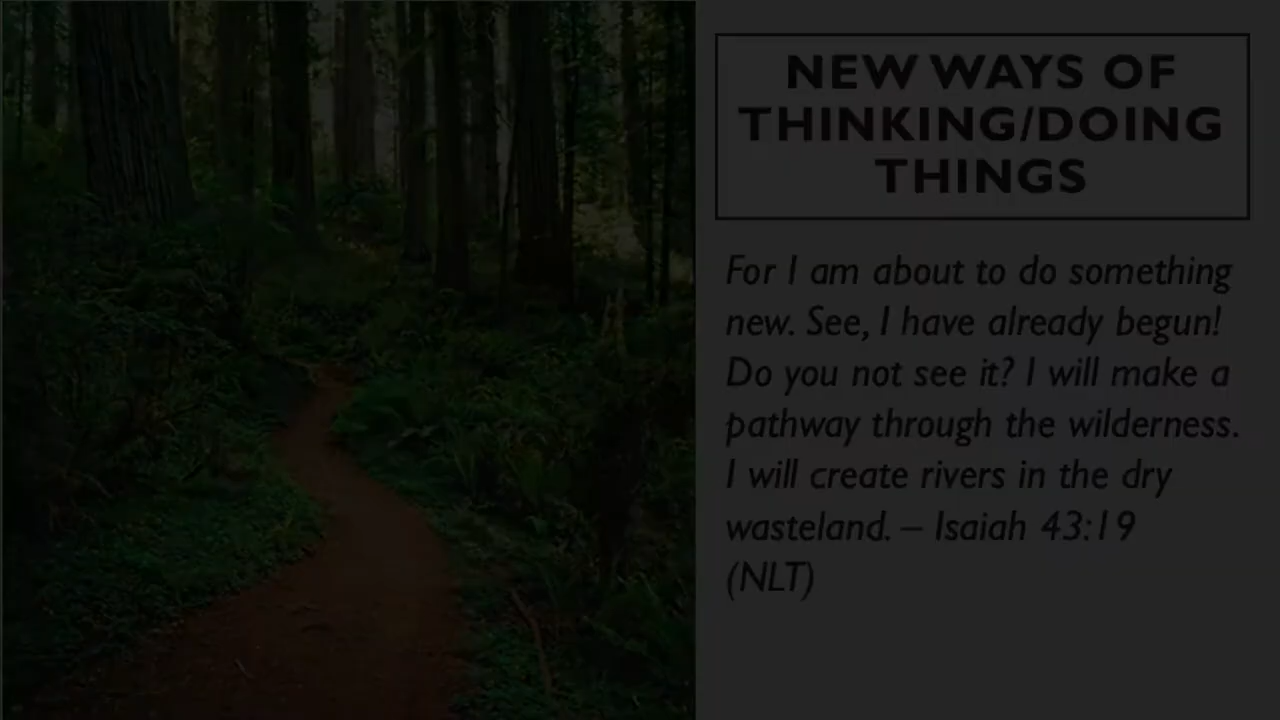 NEW WAYS OF
THINKING/DOING
THINGS
For I am about to do something
new. See, I have already begun!
Do you not see it? I will make a
pathway through the wilderness.
I will create rivers in the dry
wasteland. – Isaiah 43:19
(NLT)